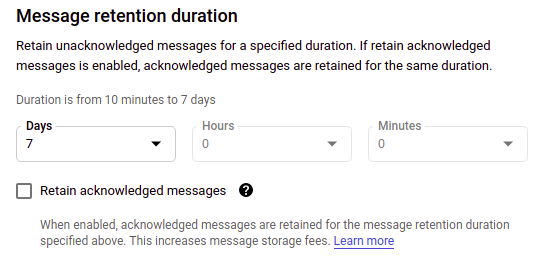 Message retention duration
Retain unacknowledged messages for a specified duration. If retain acknowledged
messages is enabled, acknowledged messages are retained for the same duration.
Duration is from 10 minutes to 7 days
Days
7
Hours
0
Minutes
0
Retain acknowledged messages ?
When enabled, acknowledged messages are retained for the message retention duration
specified above. This increases message storage fees. Learn more